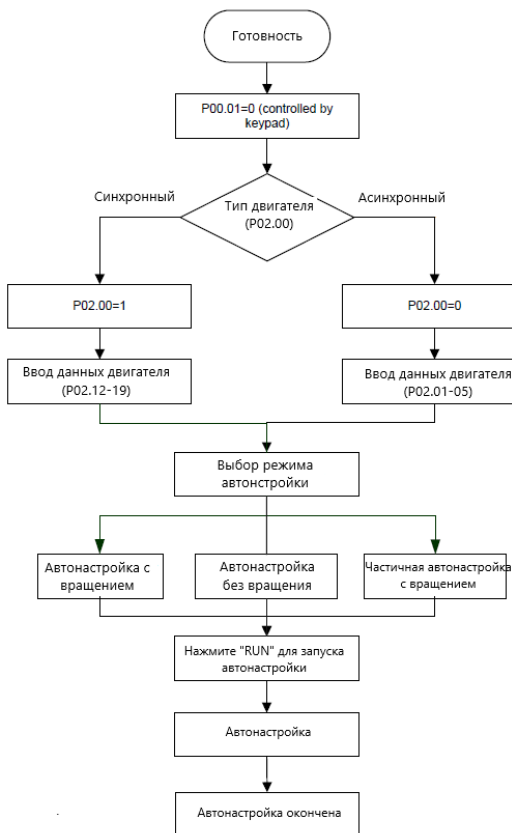 Готовность
P00.01=0 (controlled by
keypad)
Синхронный
Тип двигателя
(P02.00)
Асинхронный
P02.00=1
P02.00=0
Ввод данных двигателя
(P02.12-19)
Ввод данных двигателя
(P02.01-05)
Выбор режима
автонстройки
Автонастройка с
вращением
Автонастройка
без вращения
Частичная автонастройка
с вращением
Нажмите "RUN" для запуска
автонастройки
Автонастройка
Автонастройка окончена